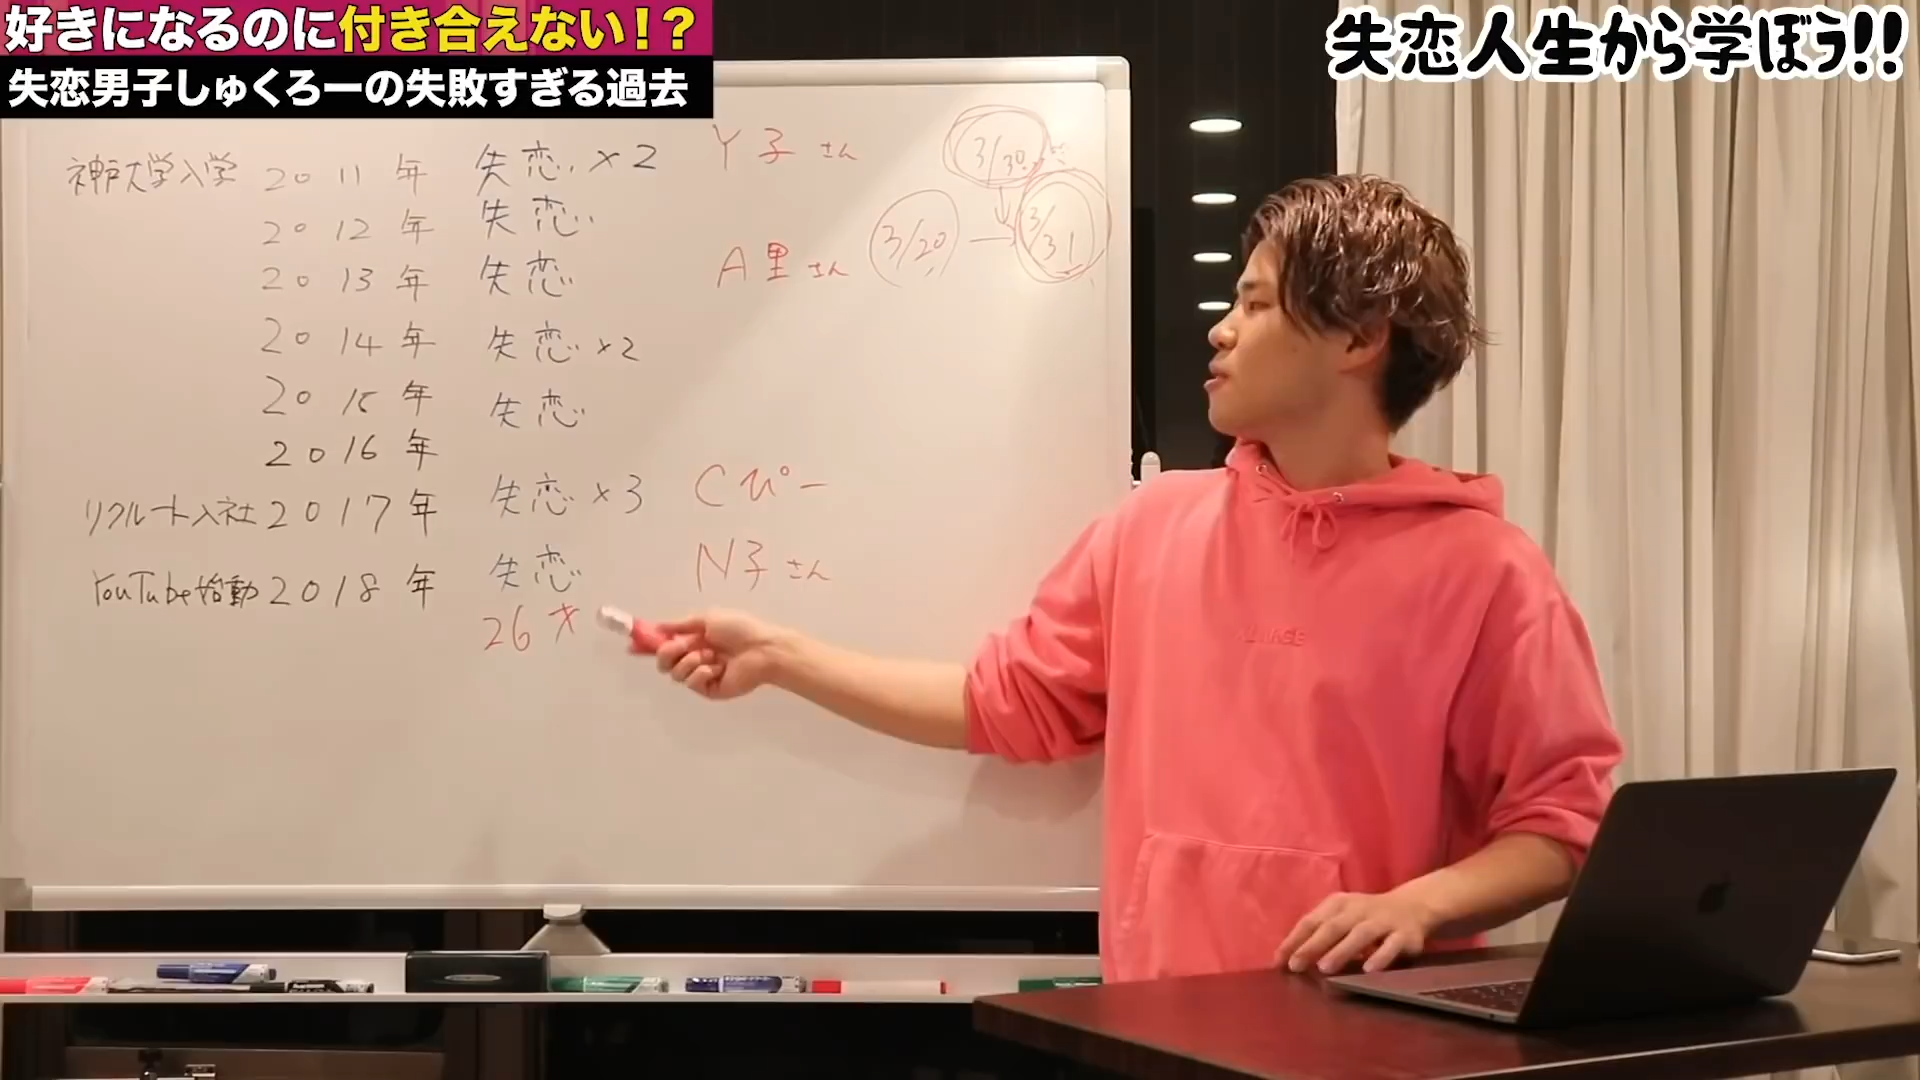 好きになるのに付き合えない！？
失恋男子しゅくろーの失敗すぎる過去
失恋人生から学ぼう!!
神戸大学入学 2011年 失恋×2 Y子さん
2012年 失恋
2013年 失恋 A里さん
3/30
3/20 → 3/31
2014年 失恋×2
2015年 失恋
2016年
リクルート入社 2017年 失恋×3 Cぴー
YouTube始動 2018年 失恋 N子さん
26才